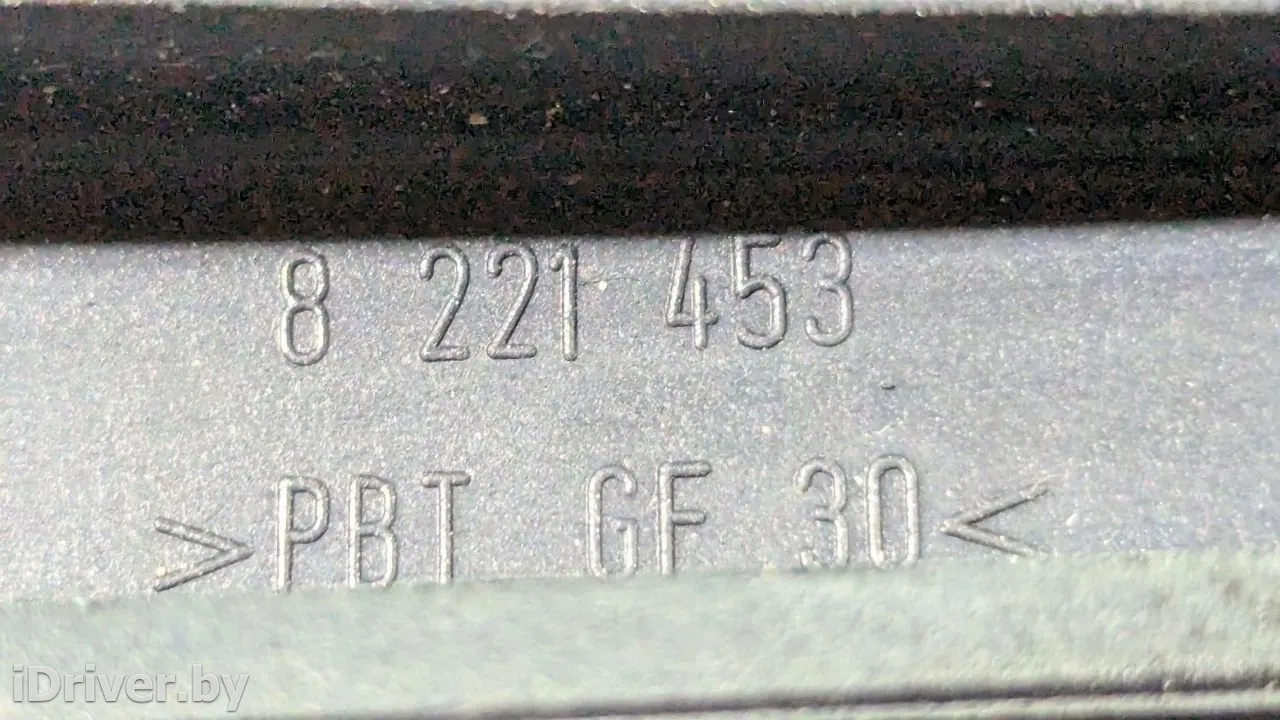 8 221 453
>PBT GF 30<
iDriver.by